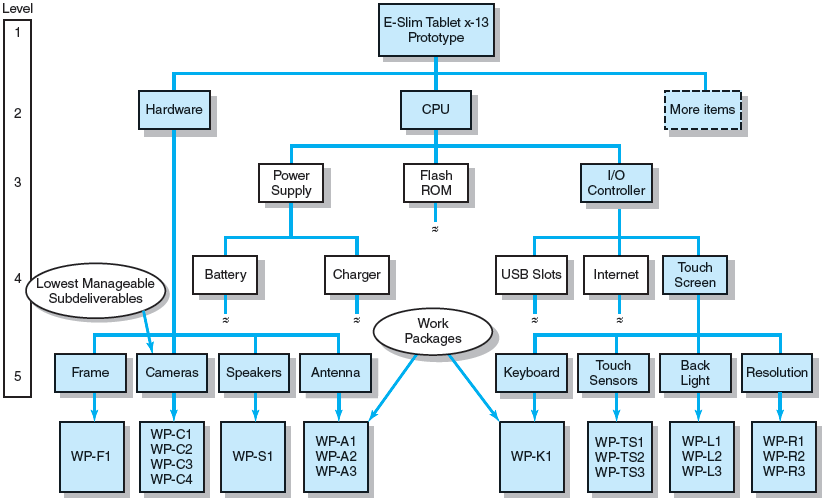 Level
1
E-Slim Tablet x-13
Prototype
2
Hardware
CPU
More items
3
Power
Supply
Flash
ROM
I/O
Controller
4
Lowest Manageable
Subdeliverables
Battery
Charger
USB Slots
Internet
Touch
Screen
Work
Packages
5
Frame
Cameras
Speakers
Antenna
Keyboard
Touch
Sensors
Back
Light
Resolution
WP-F1
WP-C1
WP-C2
WP-C3
WP-C4
WP-S1
WP-A1
WP-A2
WP-A3
WP-K1
WP-TS1
WP-TS2
WP-TS3
WP-L1
WP-L2
WP-L3
WP-R1
WP-R2
WP-R3